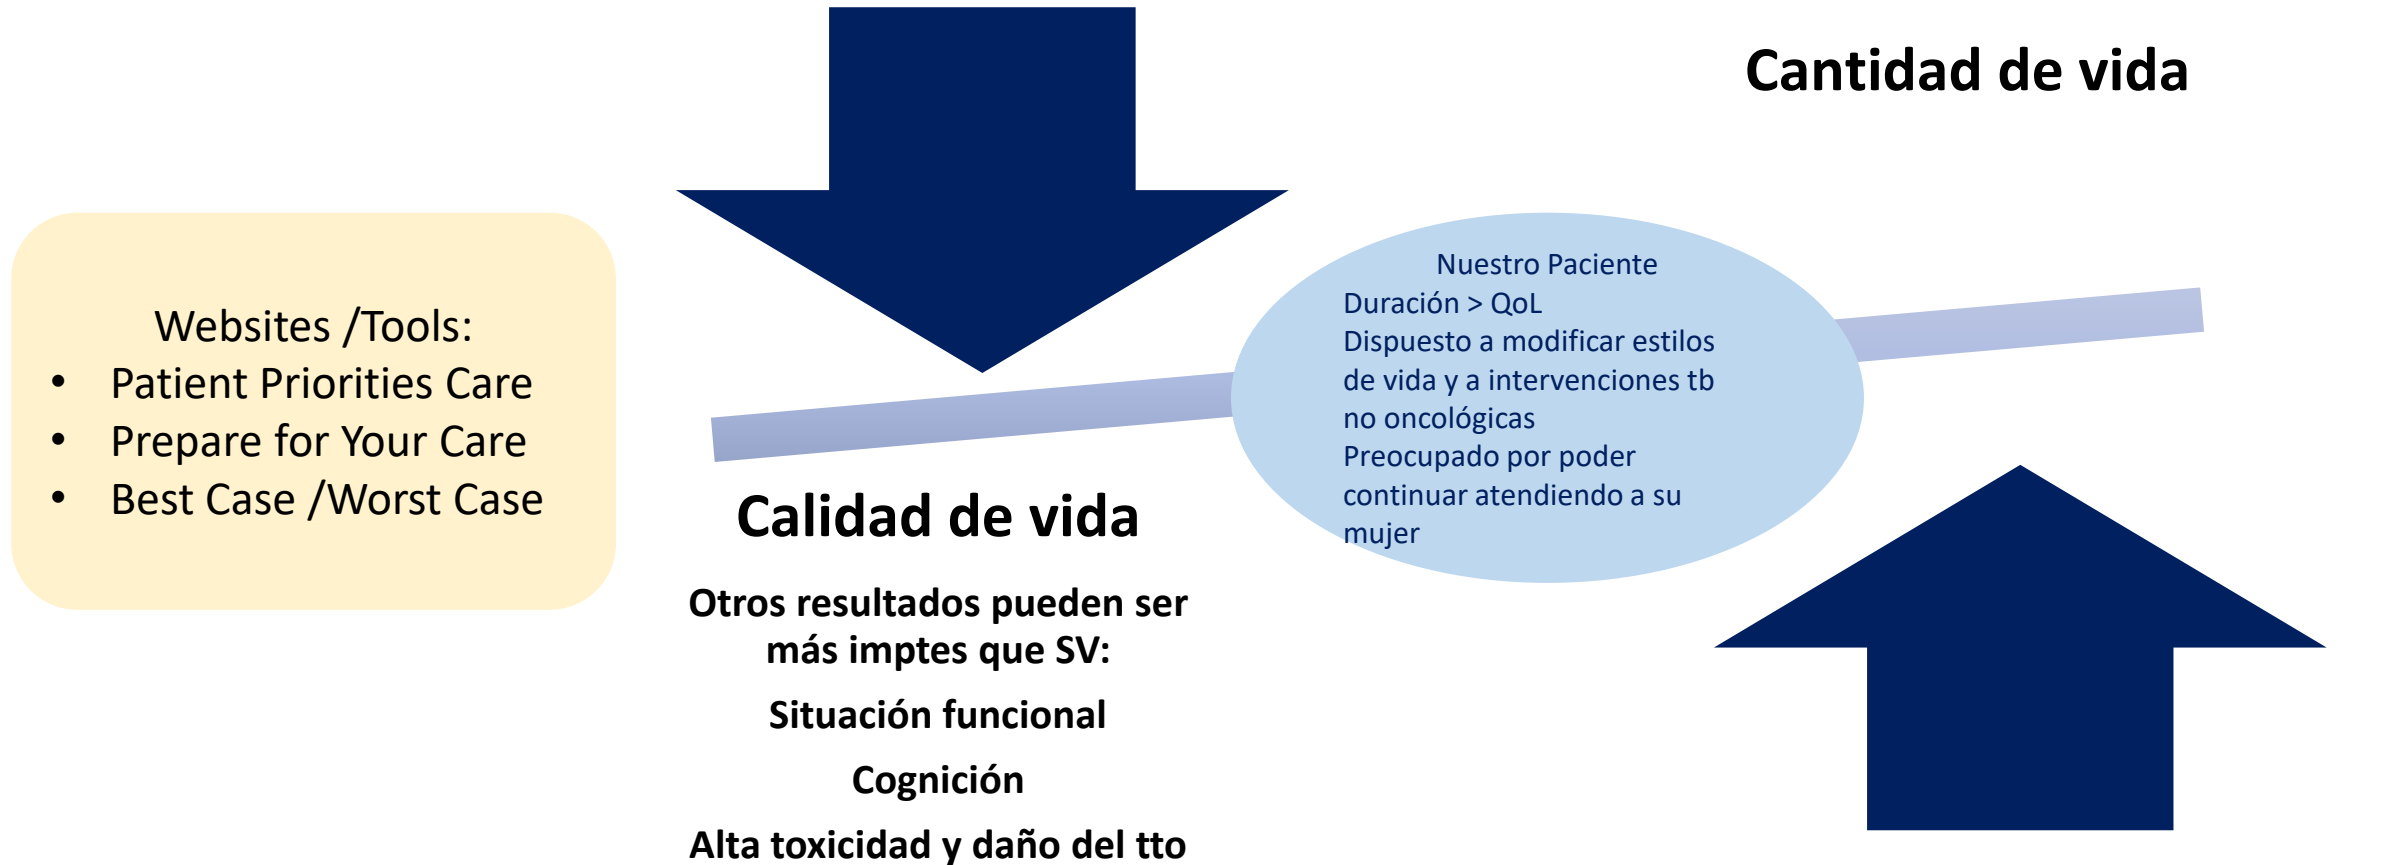 Cantidad de vida
Websites /Tools:
• Patient Priorities Care
• Prepare for Your Care
• Best Case /Worst Case
Nuestro Paciente
Duración > QoL
Dispuesto a modificar estilos
de vida y a intervenciones tb
no oncológicas
Preocupado por poder
continuar atendiendo a su
mujer
Calidad de vida
Otros resultados pueden ser
más imptes que SV:
Situación funcional
Cognición
Alta toxicidad y daño del tto